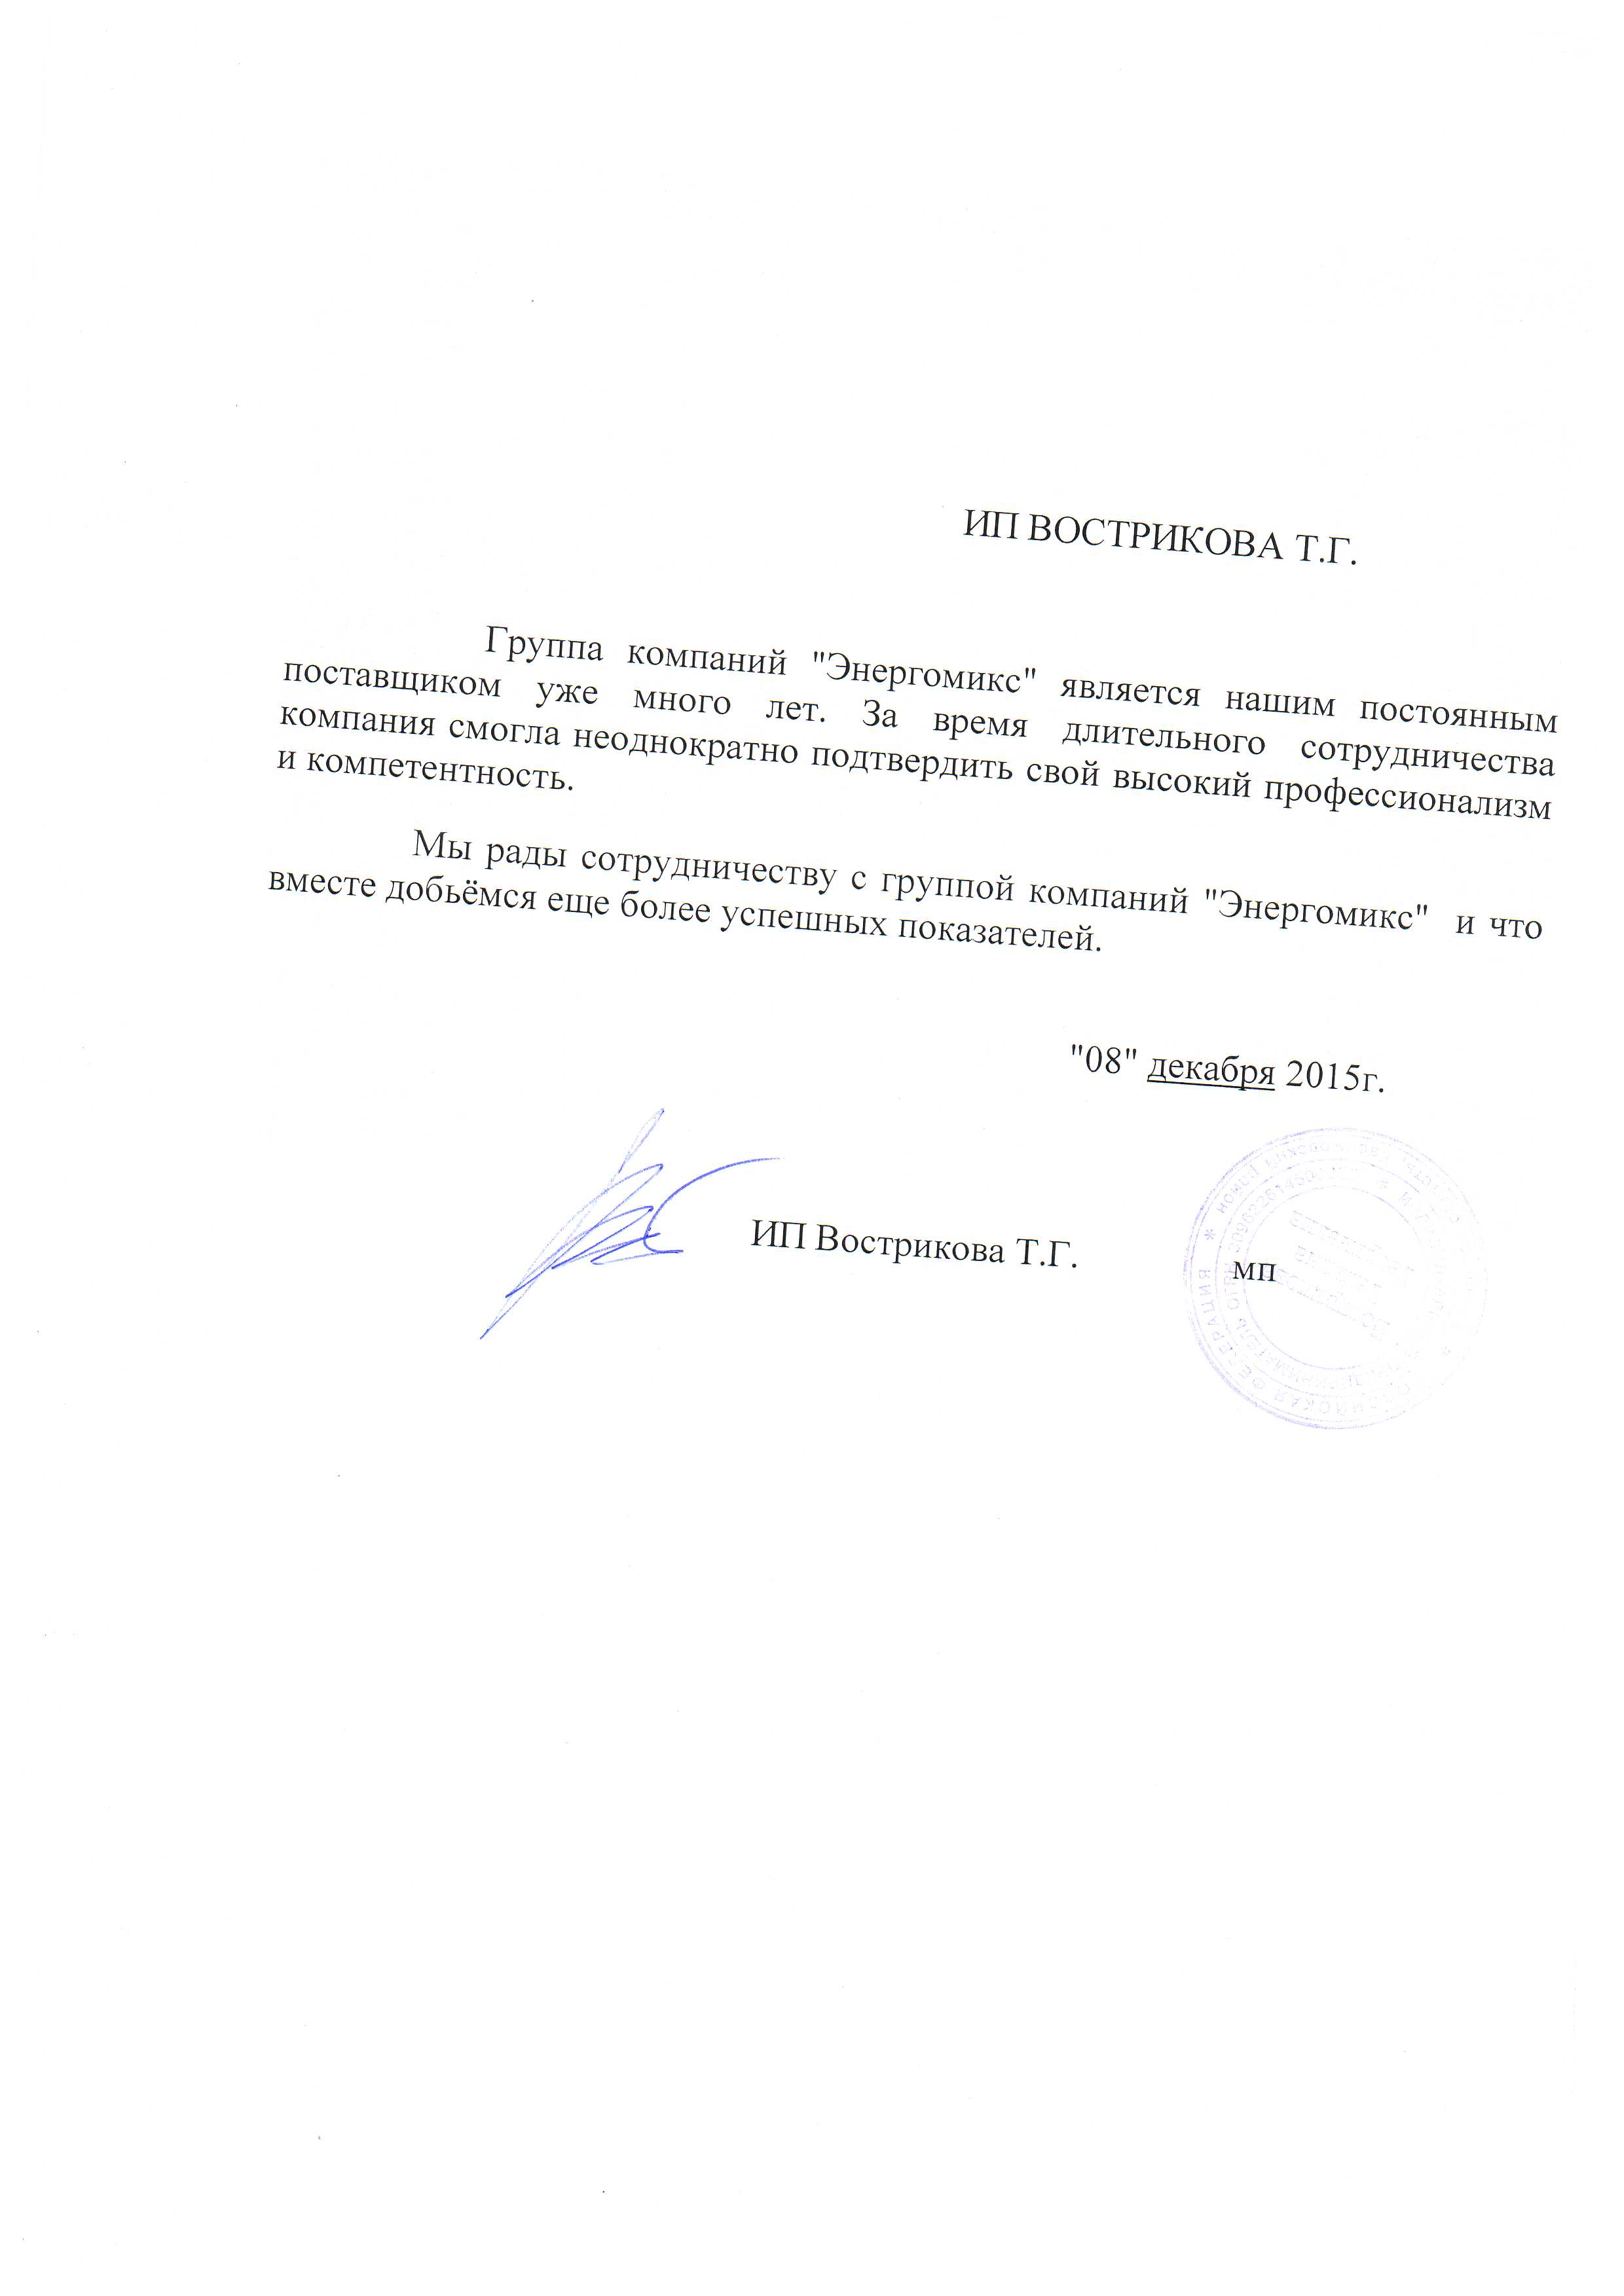 ИП ВОСТРИКОВА Т.Г.
Группа компаний "Энергомикс" является нашим постоянным
поставщиком уже много лет. За время длительного сотрудничества
компания смогла неоднократно подтвердить свой высокий профессионализм
и компетентность.
Мы рады сотрудничеству с группой компаний "Энергомикс" и что
вместе добьёмся еще более успешных показателей.
"08" декабря 2015г.
ИП Вострикова Т.Г.
мп